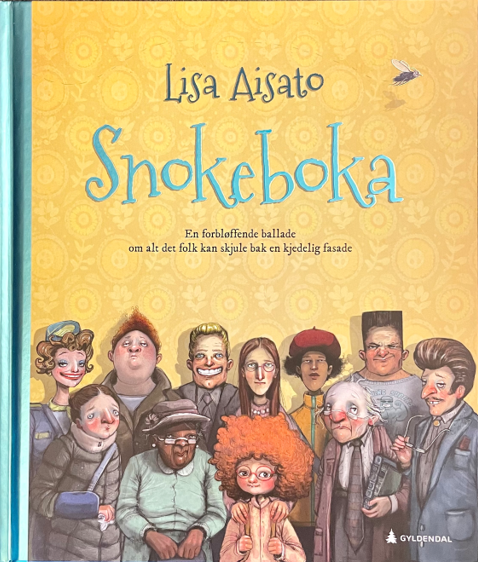 Lisa Aisato
Snokeboka
En forbløffende ballade
om alt det folk kan skjule bak en kjedelig fasade
GYLDENDAL